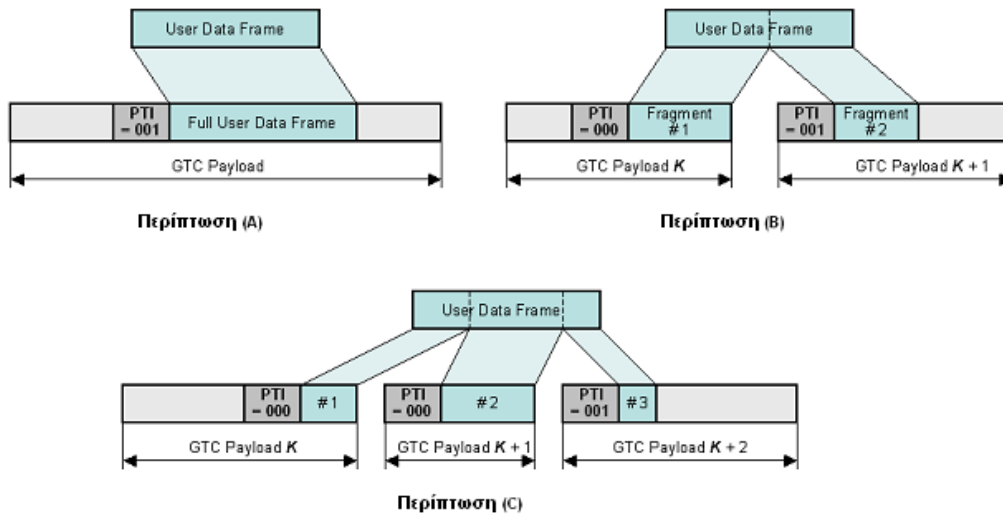 User Data Frame
PTI
= 001
Full User Data Frame
GTC Payload
Περίπτωση (A)
User Data Frame
PTI
= 000
Fragment
#1
PTI
= 001
Fragment
#2
GTC Payload K
GTC Payload K + 1
Περίπτωση (B)
User Data Frame
PTI
= 000
#1
PTI
= 000
#2
PTI
= 001
#3
GTC Payload K
GTC Payload K + 1
GTC Payload K + 2
Περίπτωση (C)